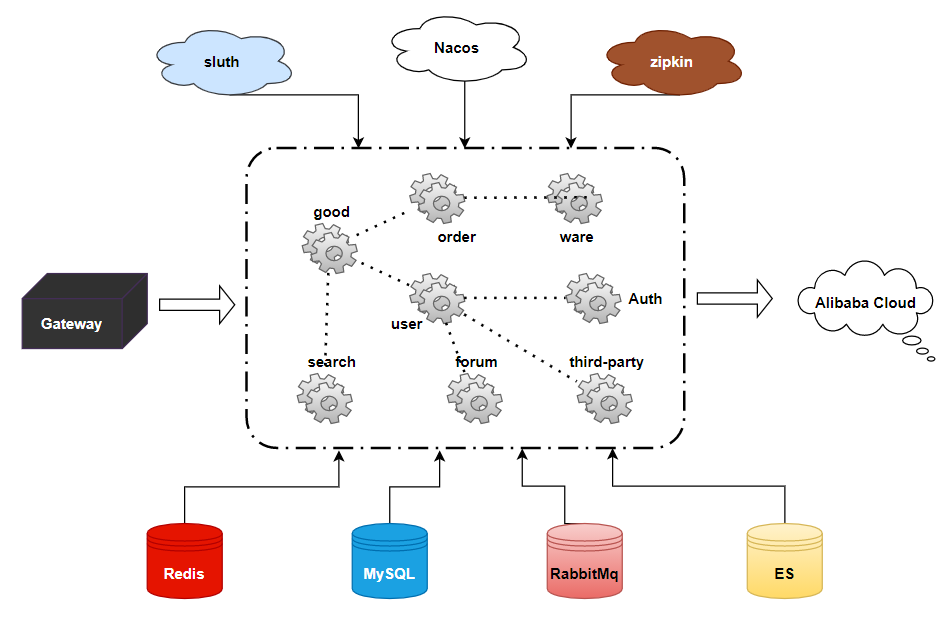 sluth
Nacos
zipkin
good
order
ware
Gateway
user
Auth
Alibaba Cloud
search
forum
third-party
Redis
MySQL
RabbitMq
ES